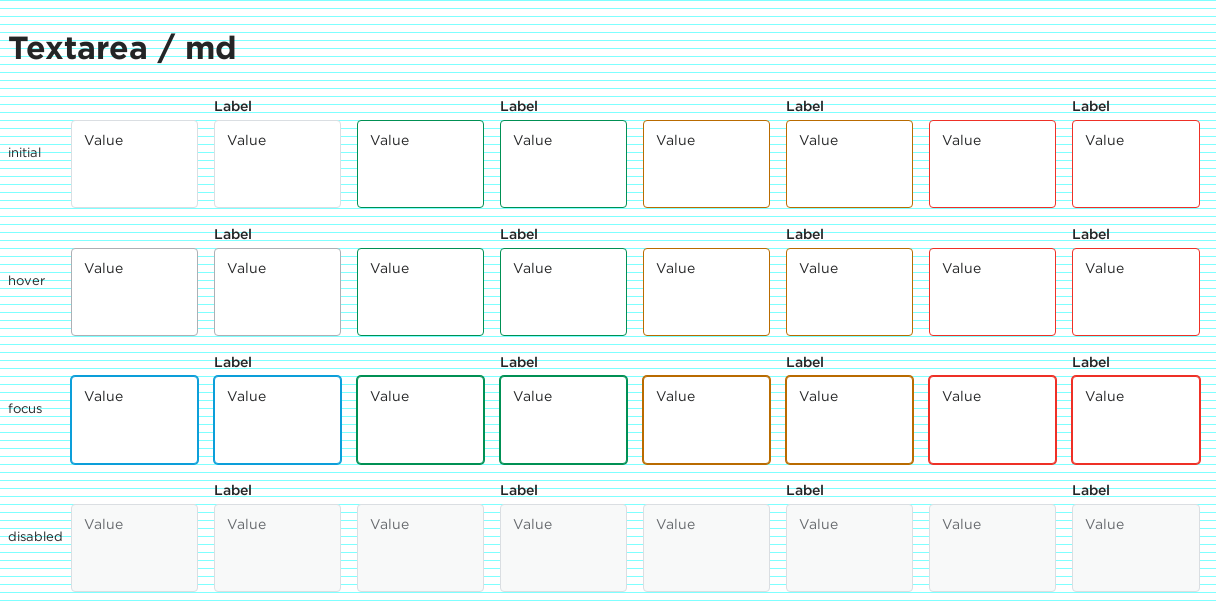 Textarea / md
Label Label Label Label
initial Value Value Value Value Value Value Value Value
Label Label Label Label
hover Value Value Value Value Value Value Value Value
Label Label Label Label
focus Value Value Value Value Value Value Value Value
Label Label Label Label
disabled Value Value Value Value Value Value Value Value